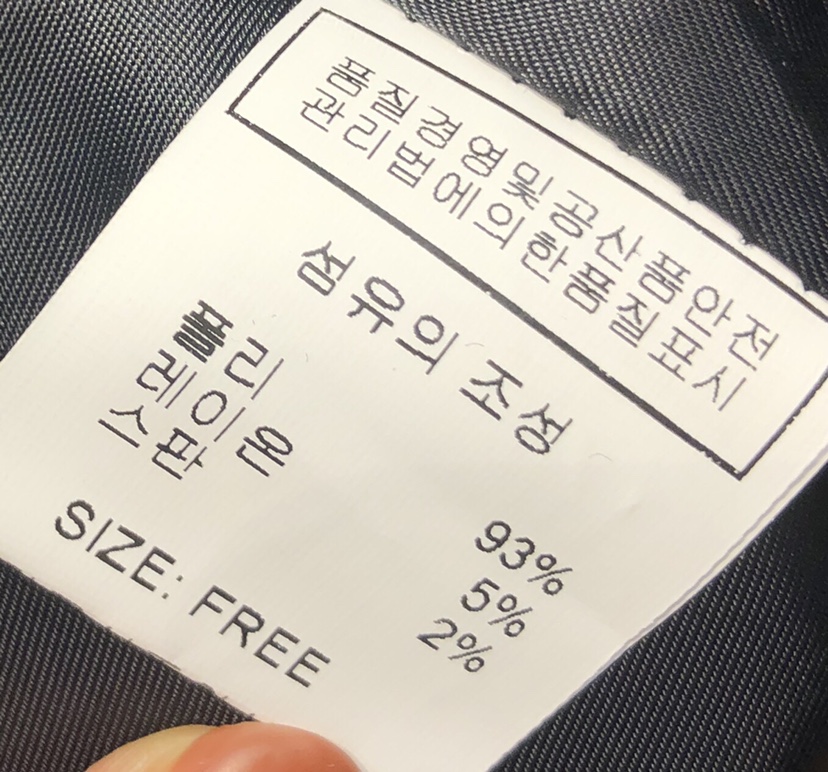 품질경영및공산품안전
관리법에의한품질표시
섬유의 조성
폴리 93%
레이온 5%
스판 2%
SIZE: FREE